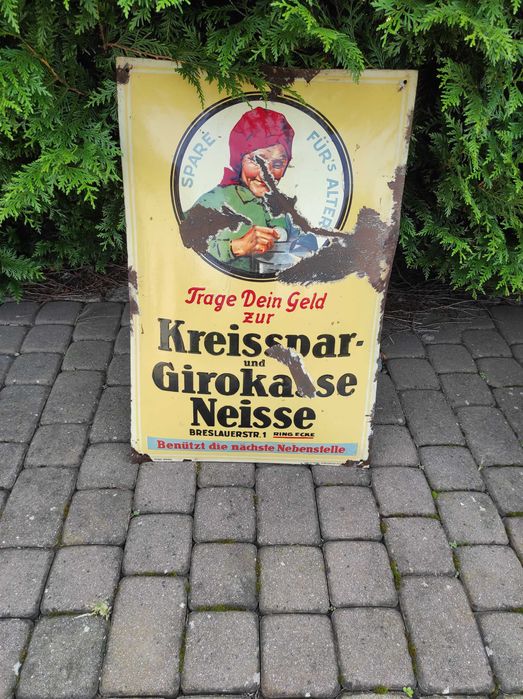 SPARE FÜR'S ALTER
Trage Dein Geld
zur
Kreisspar-
und
Girokasse
Neisse
BRESLAUERSTR. 1 RING ECKE
Benützt die nächste Nebenstelle